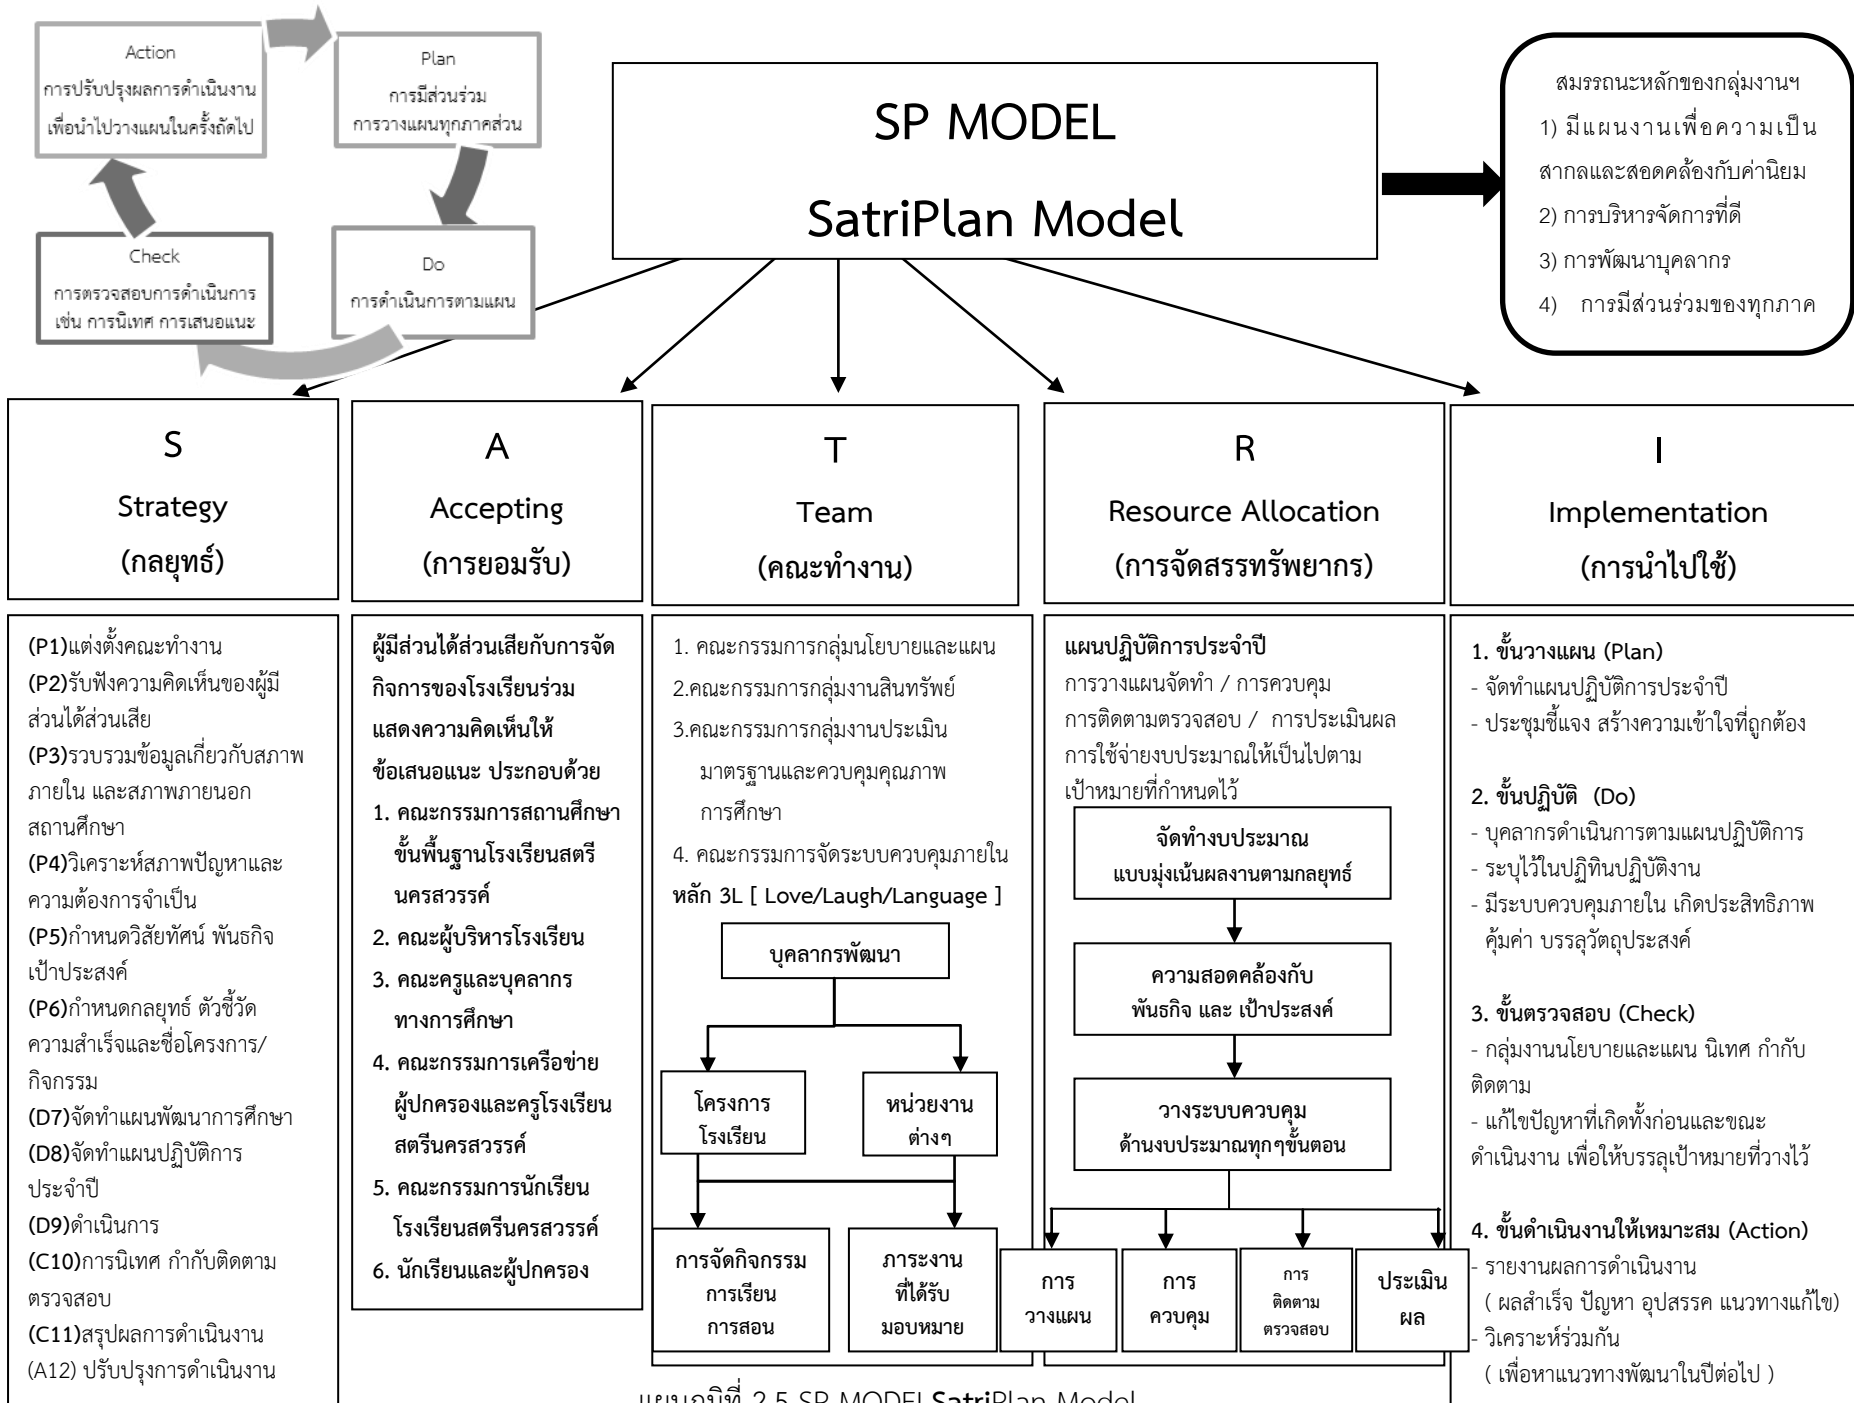 Action
การปรับปรุงผลการดำเนินงาน
เพื่อนำไปวางแผนในครั้งถัดไป
Plan
การมีส่วนร่วม
การวางแผนทุกภาคส่วน
Check
การตรวจสอบการดำเนินการ
เช่น การนิเทศ การเสนอแนะ
Do
การดำเนินการตามแผน
SP MODEL
SatriPlan Model
สมรรถนะหลักของกลุ่มงานฯ
1) มีแผนงานเพื่อความเป็น
สากลและสอดคล้องกับค่านิยม
2) การบริหารจัดการที่ดี
3) การพัฒนาบุคลากร
4) การมีส่วนร่วมของทุกภาค
S
Strategy
(กลยุทธ์)
A
Accepting
(การยอมรับ)
T
Team
(คณะทำงาน)
R
Resource Allocation
(การจัดสรรทรัพยากร)
I
Implementation
(การนำไปใช้)
(P1)แต่งตั้งคณะทำงาน
(P2)รับฟังความคิดเห็นของผู้มี
ส่วนได้ส่วนเสีย
(P3)รวบรวมข้อมูลเกี่ยวกับสภาพ
ภายใน และสภาพภายนอก
สถานศึกษา
(P4)วิเคราะห์สภาพปัญหาและ
ความต้องการจำเป็น
(P5)กำหนดวิสัยทัศน์ พันธกิจ
เป้าประสงค์
(P6)กำหนดกลยุทธ์ ตัวชี้วัด
ความสำเร็จและชื่อโครงการ/
กิจกรรม
(D7)จัดทำแผนพัฒนาการศึกษา
(D8)จัดทำแผนปฏิบัติการ
ประจำปี
(D9)ดำเนินการ
(C10)การนิเทศ กำกับติดตาม
ตรวจสอบ
(C11)สรุปผลการดำเนินงาน
(A12) ปรับปรุงการดำเนินงาน
ผู้มีส่วนได้ส่วนเสียกับการจัด
กิจการของโรงเรียนร่วม
แสดงความคิดเห็นให้
ข้อเสนอแนะ ประกอบด้วย
1. คณะกรรมการสถานศึกษา
ขั้นพื้นฐานโรงเรียนสตรี
นครสวรรค์
2. คณะผู้บริหารโรงเรียน
3. คณะครูและบุคลากร
ทางการศึกษา
4. คณะกรรมการเครือข่าย
ผู้ปกครองและครูโรงเรียน
สตรีนครสวรรค์
5. คณะกรรมการนักเรียน
โรงเรียนสตรีนครสวรรค์
6. นักเรียนและผู้ปกครอง
1. คณะกรรมการกลุ่มนโยบายและแผน
2.คณะกรรมการกลุ่มงานสินทรัพย์
3.คณะกรรมการกลุ่มงานประเมิน
มาตรฐานและควบคุมคุณภาพ
การศึกษา
4. คณะกรรมการจัดระบบควบคุมภายใน
หลัก 3L [ Love/Laugh/Language ]
บุคลากรพัฒนา
โครงการ
โรงเรียน
หน่วยงาน
ต่างๆ
การจัดกิจกรรม
การเรียน
การสอน
ภาระงาน
ที่ได้รับ
มอบหมาย
แผนปฏิบัติการประจำปี
การวางแผนจัดทำ / การควบคุม
การติดตามตรวจสอบ / การประเมินผล
การใช้จ่ายงบประมาณให้เป็นไปตาม
เป้าหมายที่กำหนดไว้
จัดทำงบประมาณ
แบบมุ่งเน้นผลงานตามกลยุทธ์
ความสอดคล้องกับ
พันธกิจ และ เป้าประสงค์
วางระบบควบคุม
ด้านงบประมาณทุกๆขั้นตอน
การ
วางแผน
การ
ควบคุม
การ
ติดตาม
ตรวจสอบ
ประเมิน
ผล
1. ขั้นวางแผน (Plan)
- จัดทำแผนปฏิบัติการประจำปี
- ประชุมชี้แจง สร้างความเข้าใจที่ถูกต้อง
2. ขั้นปฏิบัติ (Do)
- บุคลากรดำเนินการตามแผนปฏิบัติการ
- ระบุไว้ในปฏิทินปฏิบัติงาน
- มีระบบควบคุมภายใน เกิดประสิทธิภาพ
คุ้มค่า บรรลุวัตถุประสงค์
3. ขั้นตรวจสอบ (Check)
- กลุ่มงานนโยบายและแผน นิเทศ กำกับ
ติดตาม
- แก้ไขปัญหาที่เกิดทั้งก่อนและขณะ
ดำเนินงาน เพื่อให้บรรลุเป้าหมายที่วางไว้
4. ขั้นดำเนินงานให้เหมาะสม (Action)
- รายงานผลการดำเนินงาน
( ผลสำเร็จ ปัญหา อุปสรรค แนวทางแก้ไข)
- วิเคราะห์ร่วมกัน
( เพื่อหาแนวทางพัฒนาในปีต่อไป )
แผนภูมิที่ 2.5 SP MODEL SatriPlan Model